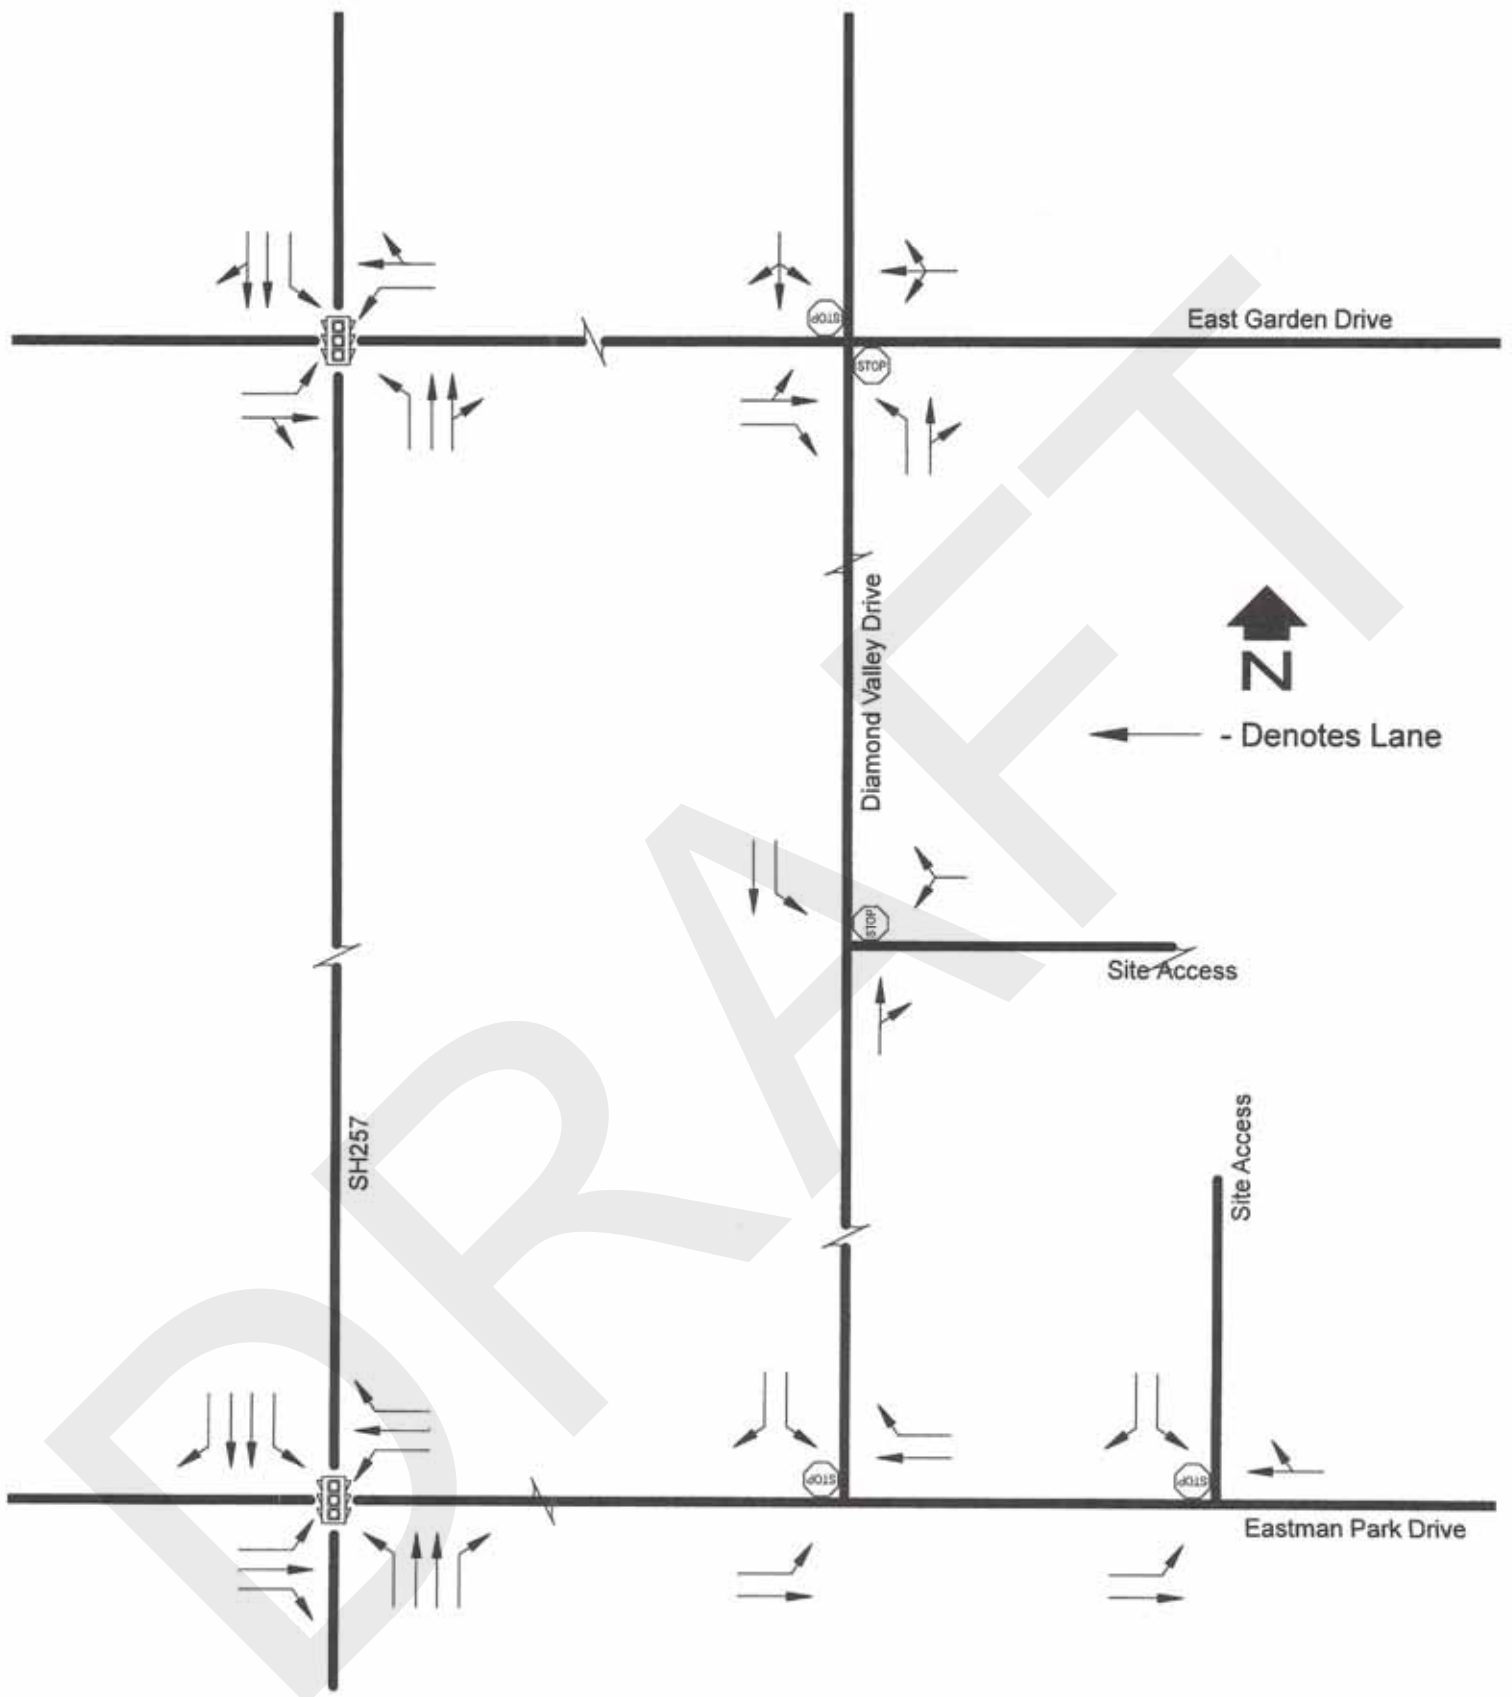 STOP
East Garden Drive
STOP
Diamond Valley Drive
N
- Denotes Lane
STOP
Site Access
Site Access
SH257
STOP
STOP
Eastman Park Drive
DRAFT